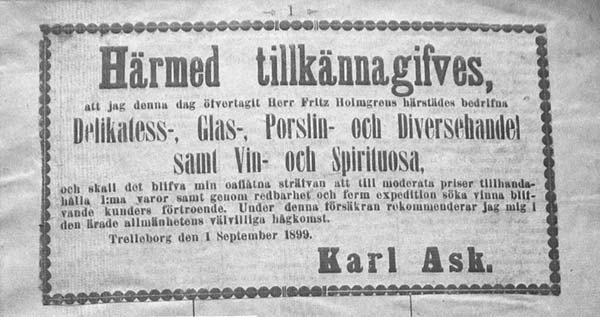 1
Härmed tillkännagifves,
att jag denna dag öfvertagit Herr Fritz Holmgrens härstädes bedrifna
Delikatess-, Glas-, Porslin- och Diversehandel
samt Vin- och Spirituosa,
och skall det blifva min oaflåtna sträfvan att till moderata priser tillhanda-
hålla 1:ma varor samt genom redbarhet och ferm expedition söka vinna blif-
vande kunders förtroende. Under denna försäkran rekommenderar jag mig i
den ärade allmänhetens välvilliga hågkomst.
Trelleborg den 1 September 1899.
Karl Ask.